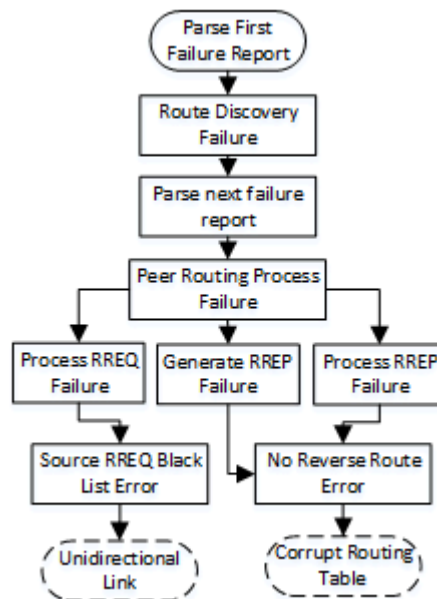 Parse First
Failure Report
Route Discovery
Failure
Parse next failure
report
Peer Routing Process
Failure
Process RREQ
Failure
Generate RREP
Failure
Process RREP
Failure
Source RREQ Black
List Error
No Reverse Route
Error
Unidirectional
Link
Corrupt Routing
Table